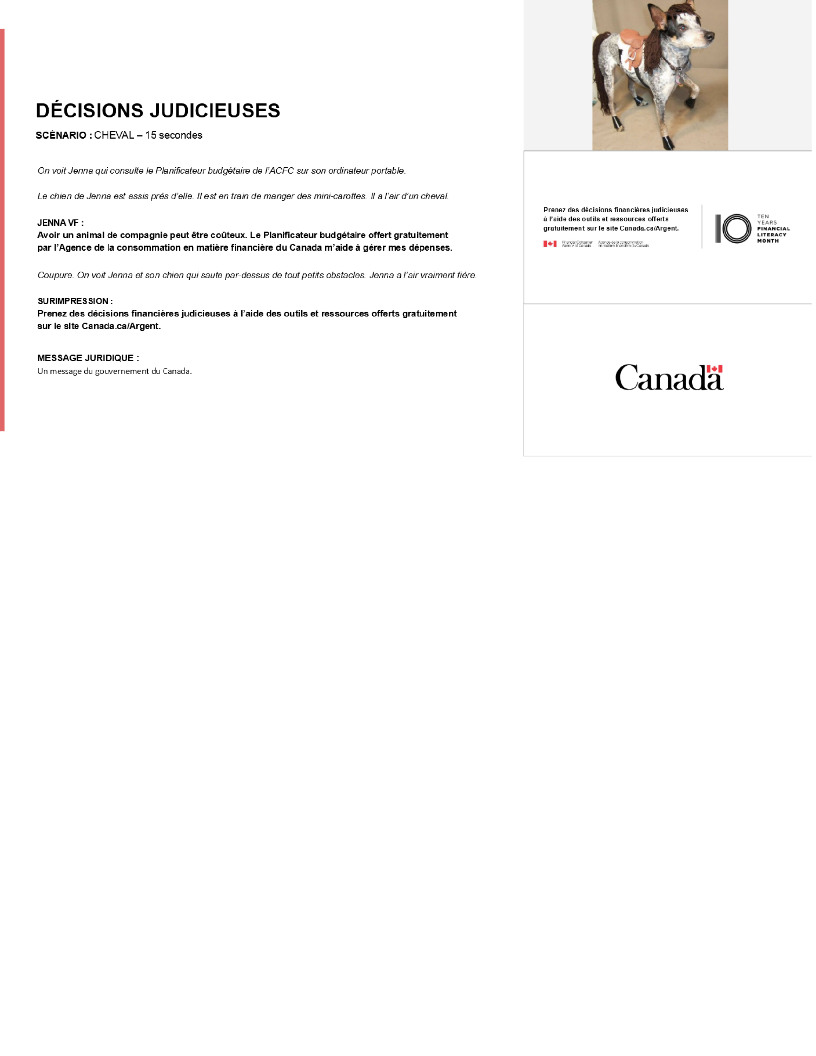 DÉCISIONS JUDICIEUSES
SCÉNARIO : CHEVAL – 15 secondes
On voit Jenna qui consulte le Planificateur budgétaire de l'ACFC sur son ordinateur portable.
Le chien de Jenna est assis près d'elle. Il est en train de manger des mini-carottes. Il a l'air d'un cheval.
JENNA VF :
Avoir un animal de compagnie peut être coûteux. Le Planificateur budgétaire offert gratuitement
par l'Agence de la consommation en matière financière du Canada m'aide à gérer mes dépenses.
Coupure. On voit Jenna et son chien qui saute par-dessus de tout petits obstacles. Jenna a l'air vraiment fière.
SURIMPRESSION :
Prenez des décisions financières judicieuses à l'aide des outils et ressources offerts gratuitement
sur le site Canada.ca/Argent.
MESSAGE JURIDIQUE :
Un message du gouvernement du Canada.
Prenez des décisions financières judicieuses
à l'aide des outils et ressources offerts
gratuitement sur le site Canada.ca/Argent.
10
TEN
YEARS
FINANCIAL
LITERACY
MONTH
Canada